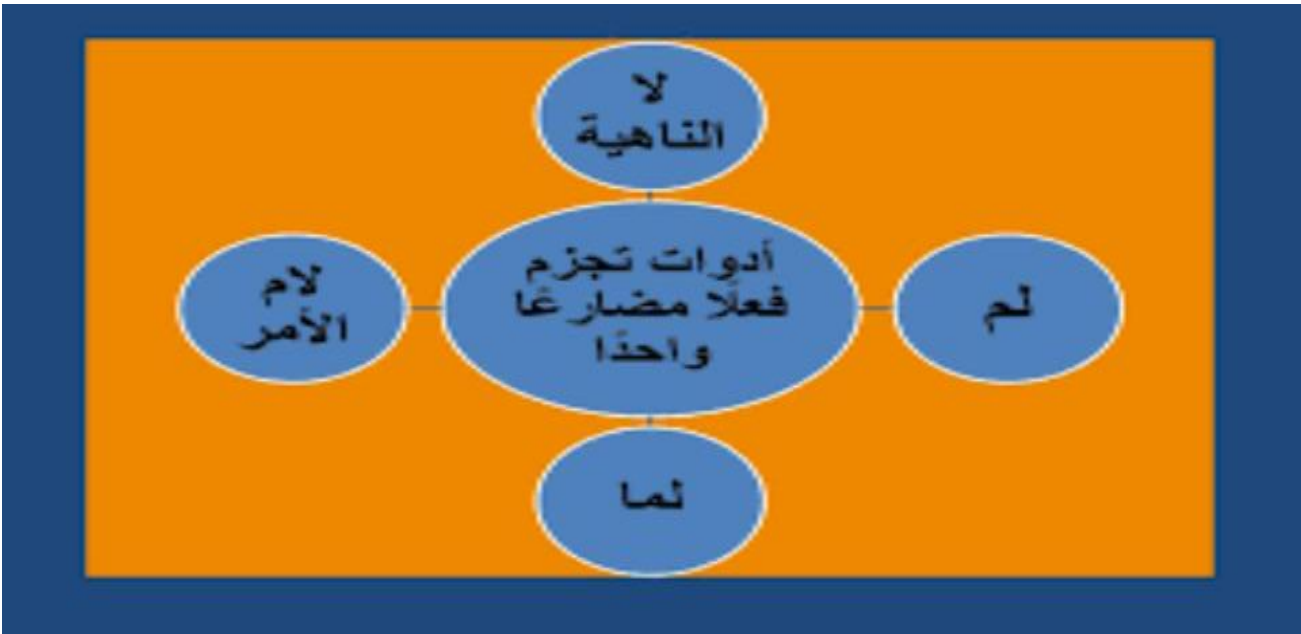 لا
الناهية
أدوات تجزم
فعلًا مضارعًا
واحدًا
لم
لام
الأمر
لما